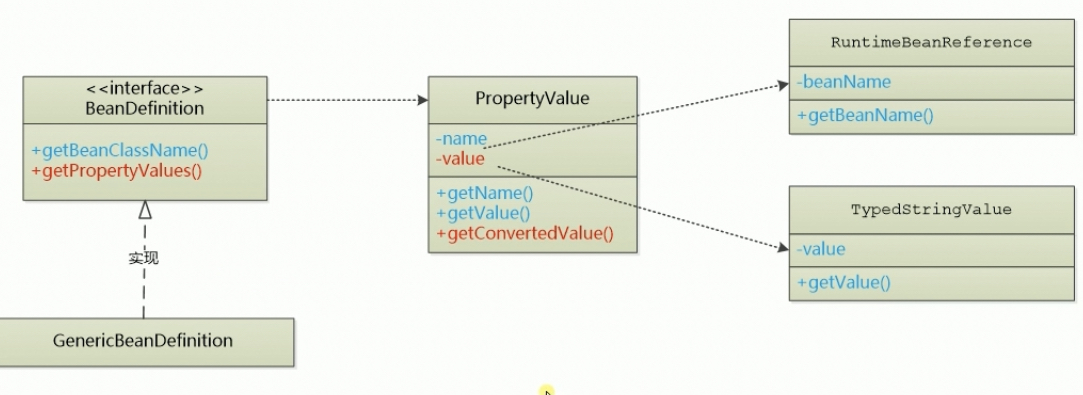 <<interface>>
BeanDefinition
+getBeanClassName()
+getPropertyValues()
实现
GenericBeanDefinition
PropertyValue
-name
-value
+getName()
+getValue()
+getConvertedValue()
RuntimeBeanReference
-beanName
+getBeanName()
TypedStringValue
-value
+getValue()